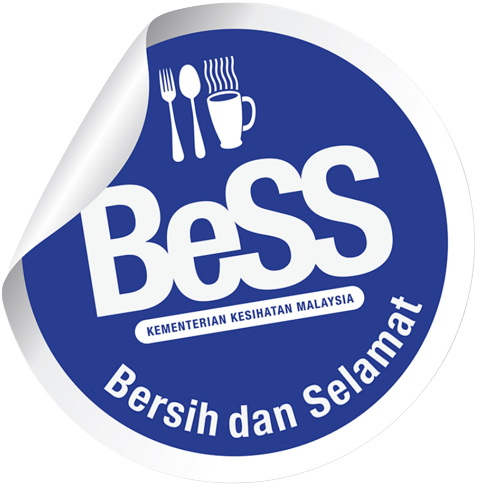 BeSS
KEMENTERIAN KESIHATAN MALAYSIA
Bersih dan Selamat